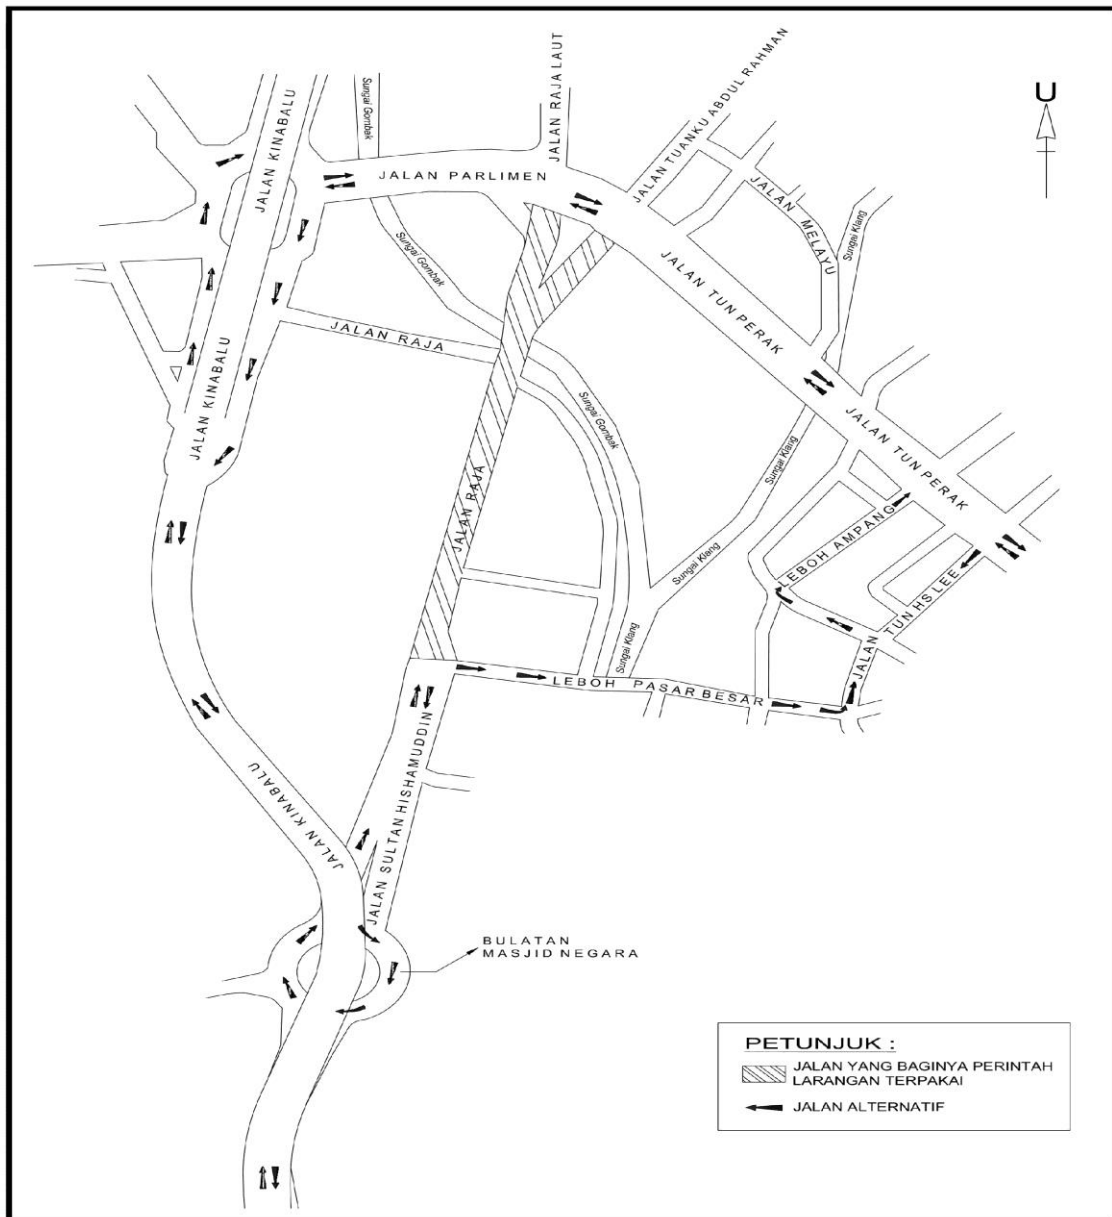 U
JALAN RAJA LAUT
JALAN TUANKU ABDUL RAHMAN
Sungai Gombak
JALAN KINABALU
JALAN PARLIMEN
JALAN MELAYU
Sungai Klang
Sungai Gombak
JALAN TUN PERAK
JALAN RAJA
JALAN KINABALU
Sungai Gombak
JALAN TUN PERAK
Sungai Klang
JALAN RAJA
LEBOH AMPANG
Sungai Klang
TUN HS LEE
JALAN
Sungai Klang
LEBOH PASAR BESAR
JALAN SULTAN HISHAMUDDIN
JALAN KINABALU
BULATAN
MASJID NEGARA
PETUNJUK :
JALAN YANG BAGINYA PERINTAH
LARANGAN TERPAKAI
JALAN ALTERNATIF